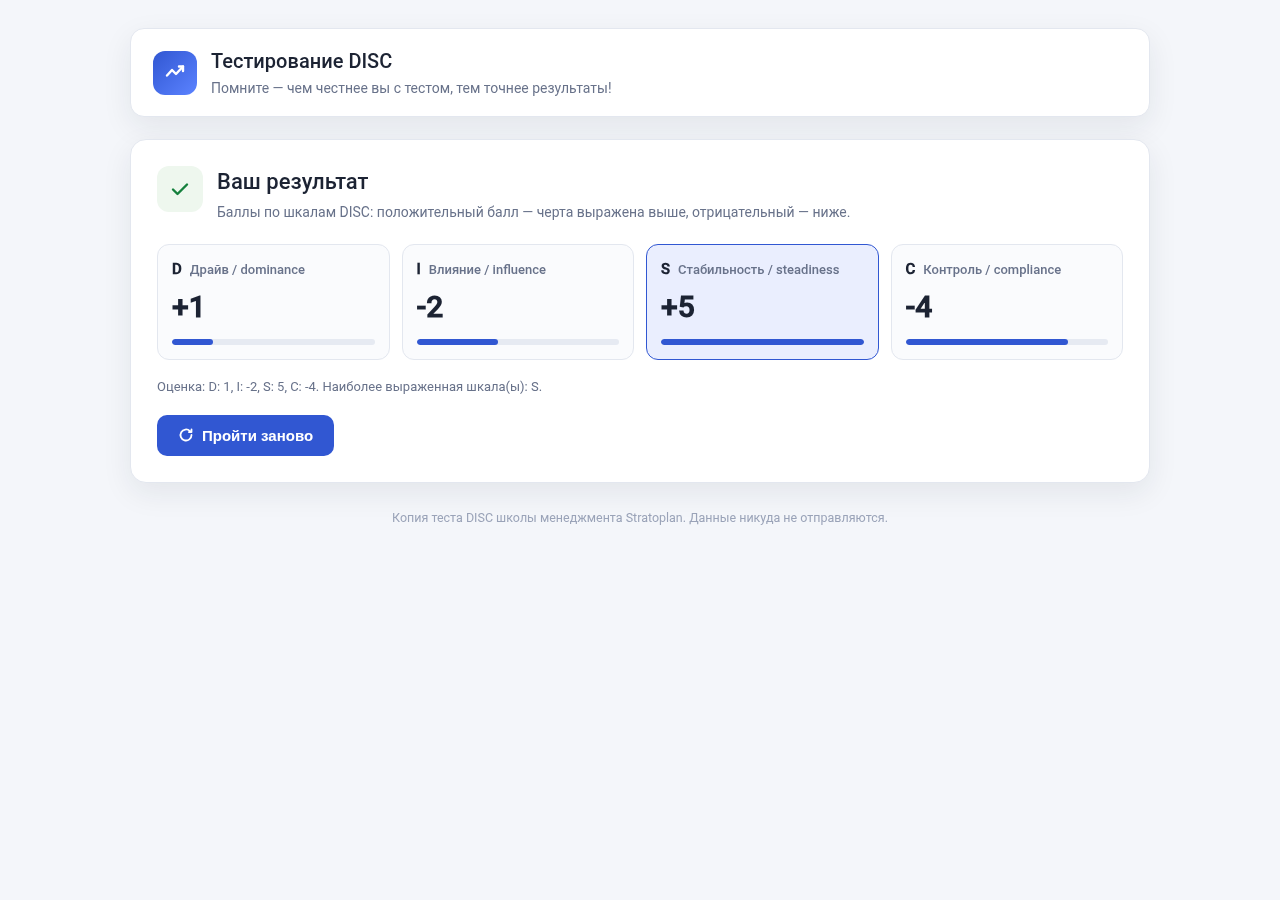 Тестирование DISC
Помните — чем честнее вы с тестом, тем точнее результаты!
Ваш результат
Баллы по шкалам DISC: положительный балл — черта выражена выше, отрицательный — ниже.
D Драйв / dominance
+1
I Влияние / influence
-2
S Стабильность / steadiness
+5
C Контроль / compliance
-4
Оценка: D: 1, I: -2, S: 5, C: -4. Наиболее выраженная шкала(ы): S.
Пройти заново
Копия теста DISC школы менеджмента Stratoplan. Данные никуда не отправляются.